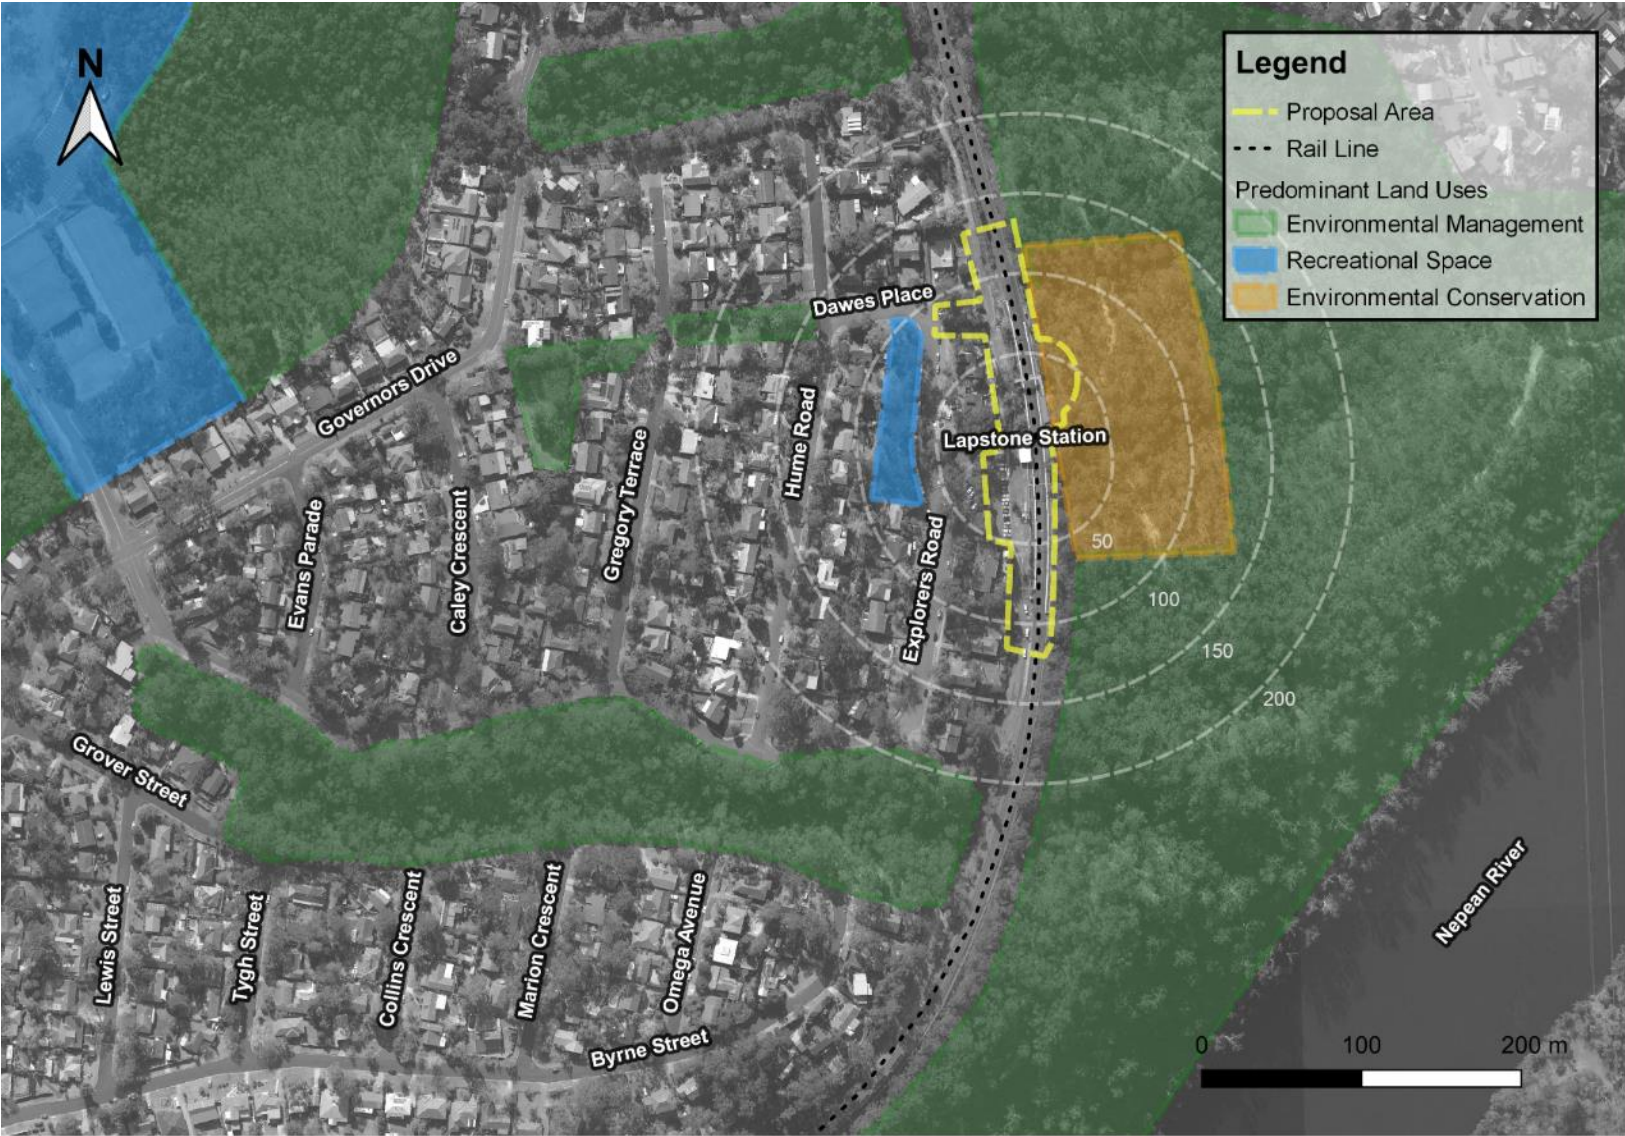 N
Legend
Proposal Area
Rail Line
Predominant Land Uses
Environmental Management
Recreational Space
Environmental Conservation
Dawes Place
Governors Drive
Hume Road
Lapstone Station
Gregory Terrace
Caley Crescent
Evans Parade
Explorers Road
50
100
150
200
Grover Street
Lewis Street
Tygh Street
Collins Crescent
Marion Crescent
Omega Avenue
Byrne Street
Nepean River
0 100 200 m